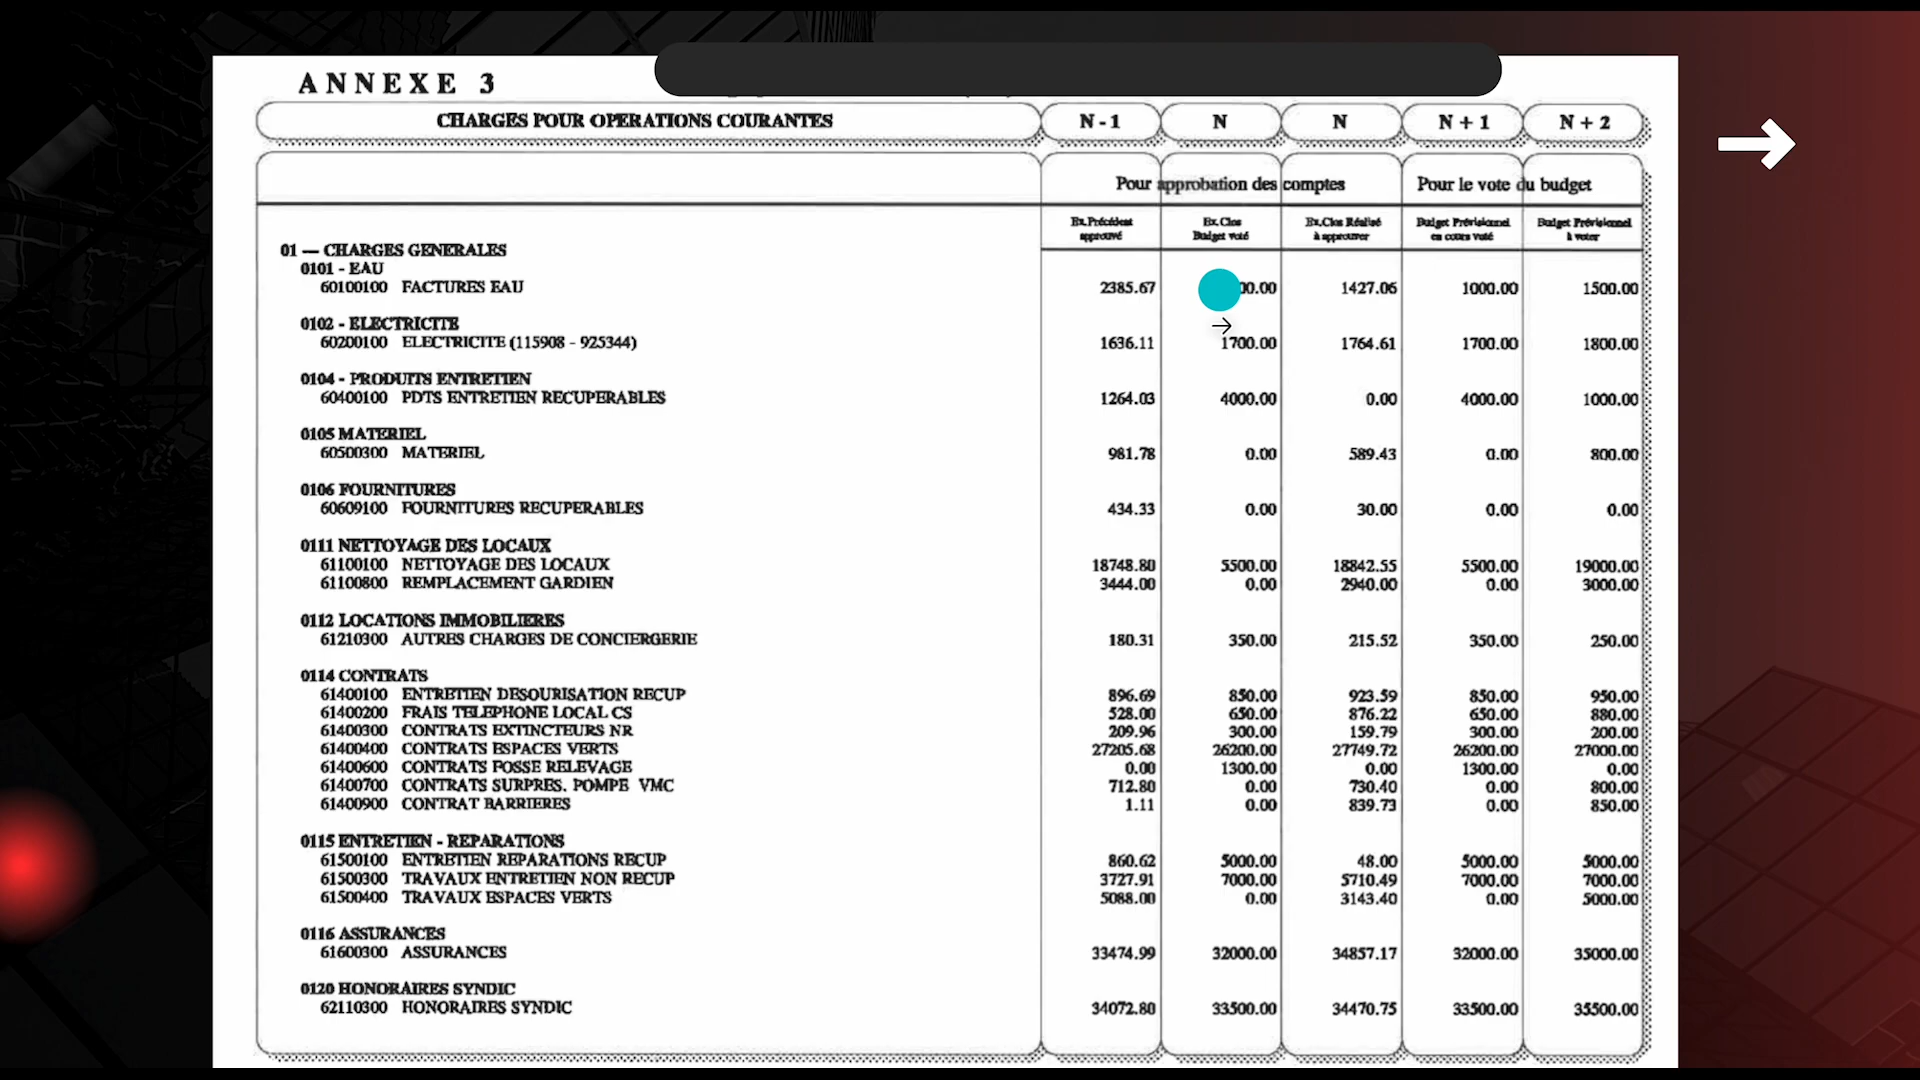 ANNEXE 3
CHARGES POUR OPERATIONS COURANTES N - 1 N N N + 1 N + 2
Pour approbation des comptes Pour le vote du budget
Ex. Précédent approuvé Ex. Clos Budget voté Ex. Clos Réalisé à approuver Budget Prévisionnel en cours voté Budget Prévisionnel à voter
01 — CHARGES GENERALES
0101 - EAU
60100100 FACTURES EAU 2385.67 1427.06 1000.00 1500.00
0102 - ELECTRICITE
60200100 ELECTRICITE (115908 - 925344) 1636.11 1700.00 1764.61 1700.00 1800.00
0104 - PRODUITS ENTRETIEN
60400100 PDTS ENTRETIEN RECUPERABLES 1264.03 4000.00 0.00 4000.00 1000.00
0105 MATERIEL
60500300 MATERIEL 981.78 0.00 589.43 0.00 800.00
0106 FOURNITURES
60609100 FOURNITURES RECUPERABLES 434.33 0.00 30.00 0.00 0.00
0111 NETTOYAGE DES LOCAUX
61100100 NETTOYAGE DES LOCAUX 18748.80 5500.00 18842.55 5500.00 19000.00
61100800 REMPLACEMENT GARDIEN 3444.00 0.00 2940.00 0.00 3000.00
0112 LOCATIONS IMMOBILIERES
61210300 AUTRES CHARGES DE CONCIERGERIE 180.31 350.00 215.52 350.00 250.00
0114 CONTRATS
61400100 ENTRETIEN DESOURISATION RECUP 896.69 850.00 923.59 850.00 950.00
61400200 FRAIS TELEPHONE LOCAL CS 528.00 650.00 876.22 650.00 880.00
61400300 CONTRATS EXTINCTEURS NR 209.96 300.00 159.79 300.00 200.00
61400400 CONTRATS ESPACES VERTS 27205.68 26200.00 27749.72 26200.00 27000.00
61400600 CONTRATS FOSSE RELEVAGE 0.00 1300.00 0.00 1300.00 0.00
61400700 CONTRATS SURPRES. POMPE VMC 712.80 0.00 730.40 0.00 800.00
61400900 CONTRAT BARRIERES 1.11 0.00 839.73 0.00 850.00
0115 ENTRETIEN - REPARATIONS
61500100 ENTRETIEN REPARATIONS RECUP 860.62 5000.00 48.00 5000.00 5000.00
61500300 TRAVAUX ENTRETIEN NON RECUP 3727.91 7000.00 5710.49 7000.00 7000.00
61500400 TRAVAUX ESPACES VERTS 5088.00 0.00 3143.40 0.00 5000.00
0116 ASSURANCES
61600300 ASSURANCES 33474.99 32000.00 34857.17 32000.00 35000.00
0120 HONORAIRES SYNDIC
62110300 HONORAIRES SYNDIC 34072.80 33500.00 34470.75 33500.00 35500.00